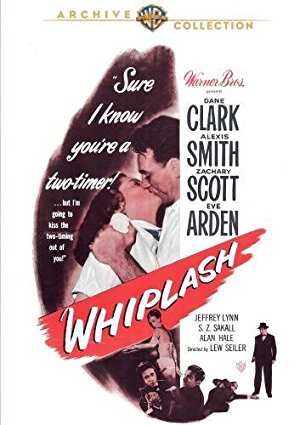 ARCHIVE WB COLLECTION
"Sure
I know
you're a
two-timer!
...but I'm
going to
kiss the
two-timing
out of
you!"
Warner Bros.
presents
DANE
CLARK
ALEXIS
SMITH
ZACHARY
SCOTT
EVE
ARDEN
WHIPLASH
JEFFREY LYNN
S. Z. SAKALL
ALAN HALE
Directed by LEW SEILER